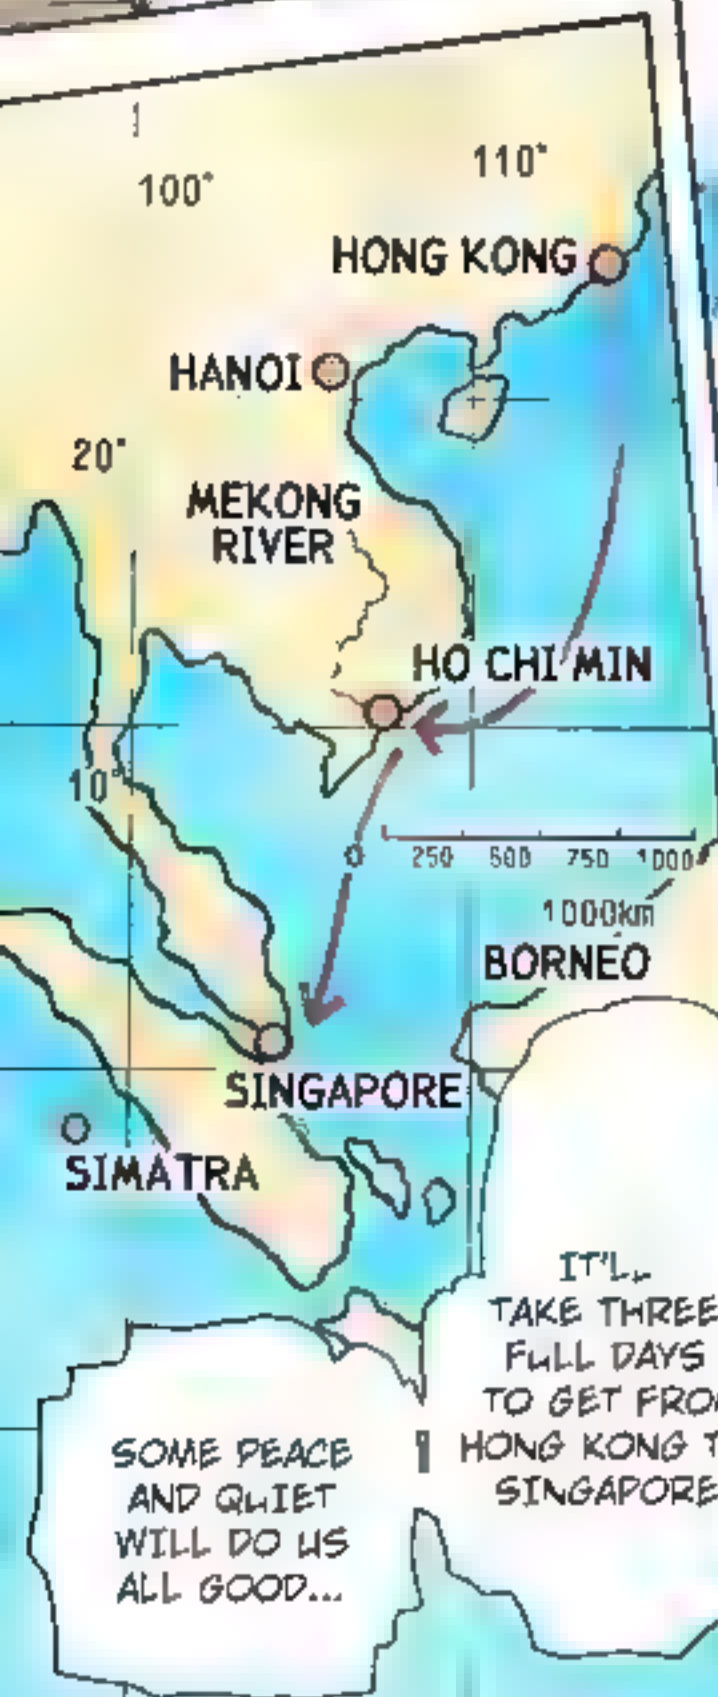 110°
100°
HONG KONG
HANOI
20°
MEKONG
RIVER
HO CHI MIN
10°
0
250 500 750 1000
1000km
BORNEO
SINGAPORE
SIMATRA
IT'LL
TAKE THREE
FULL DAYS
TO GET FROM
HONG KONG T
SINGAPORE
SOME PEACE
AND QUIET
WILL DO US
ALL GOOD...